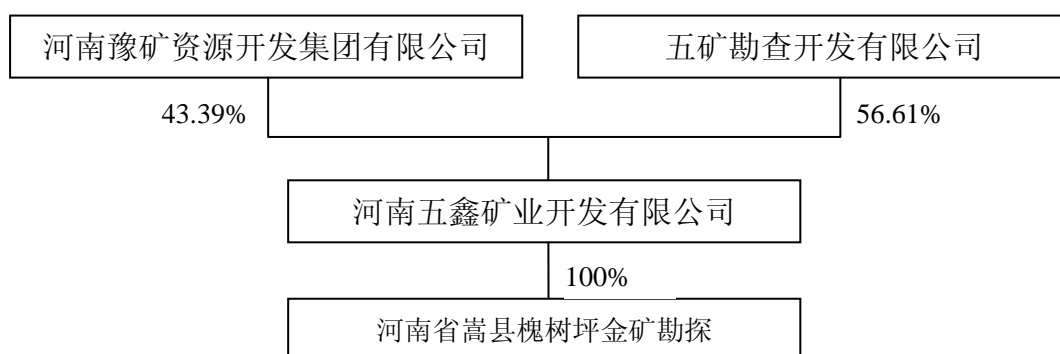 河南豫矿资源开发集团有限公司
五矿勘查开发有限公司
43.39%
56.61%
河南五鑫矿业开发有限公司
100%
河南省嵩县槐树坪金矿勘探